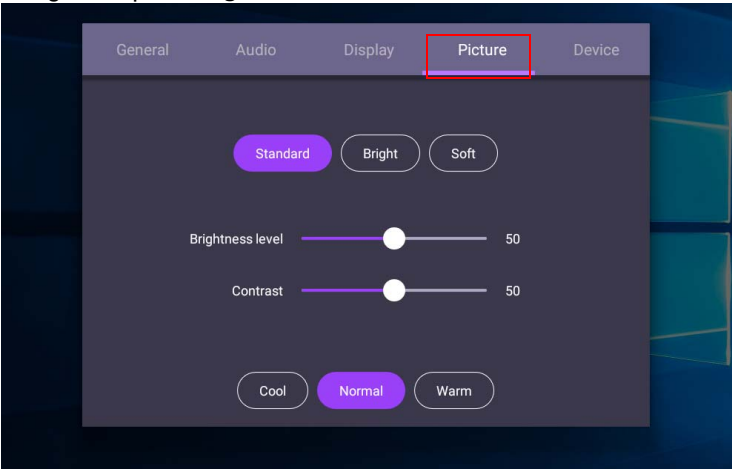 General Audio Display Picture Device
Standard Bright Soft
Brightness level 50
Contrast 50
Cool Normal Warm